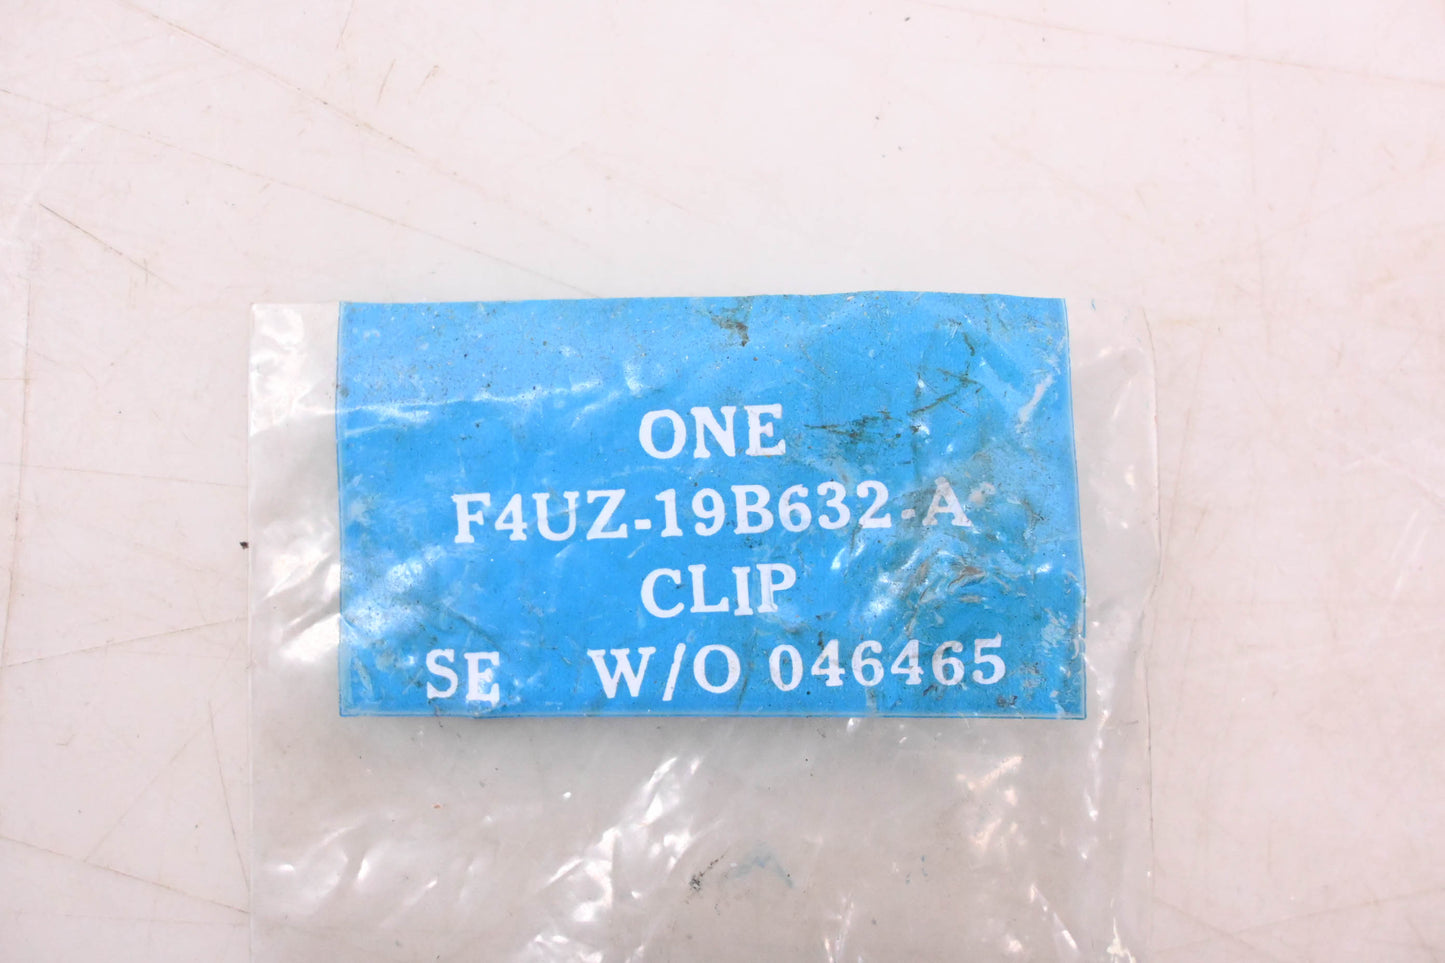 ONE
F4UZ-19B632-A
CLIP
SE W/O 046465